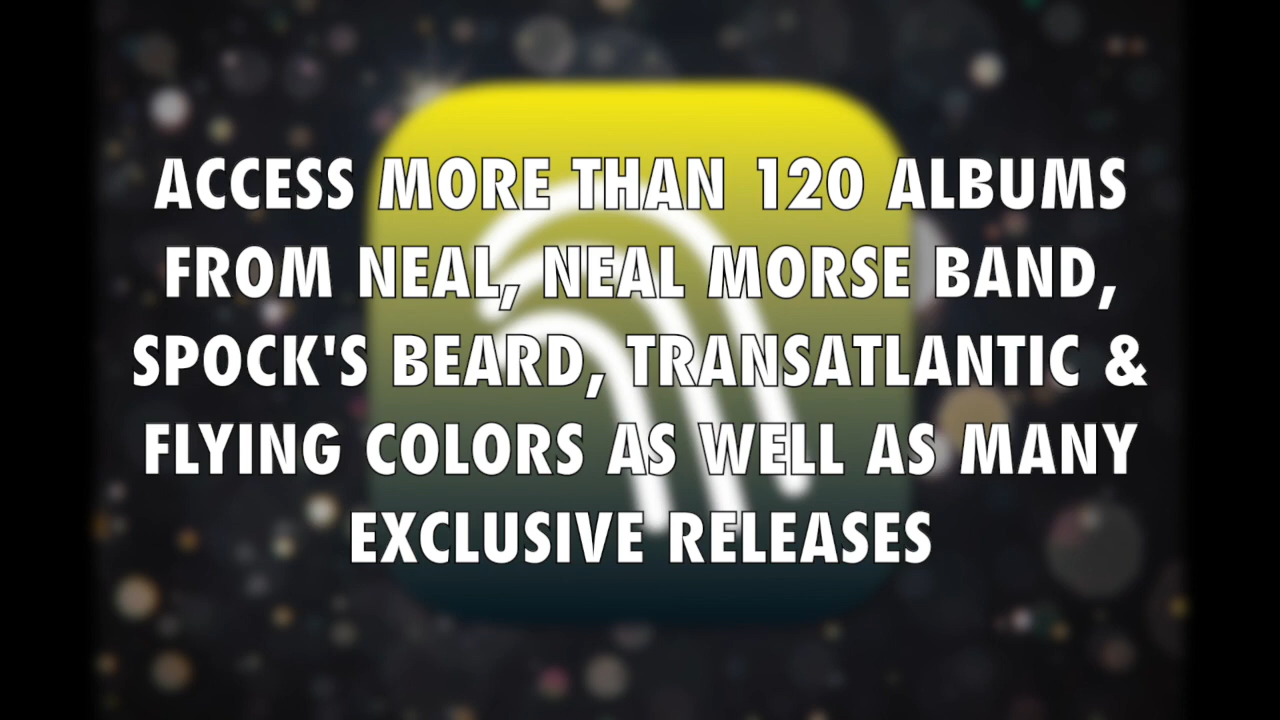 ACCESS MORE THAN 120 ALBUMS
FROM NEAL, NEAL MORSE BAND,
SPOCK'S BEARD, TRANSATLANTIC &
FLYING COLORS AS WELL AS MANY
EXCLUSIVE RELEASES